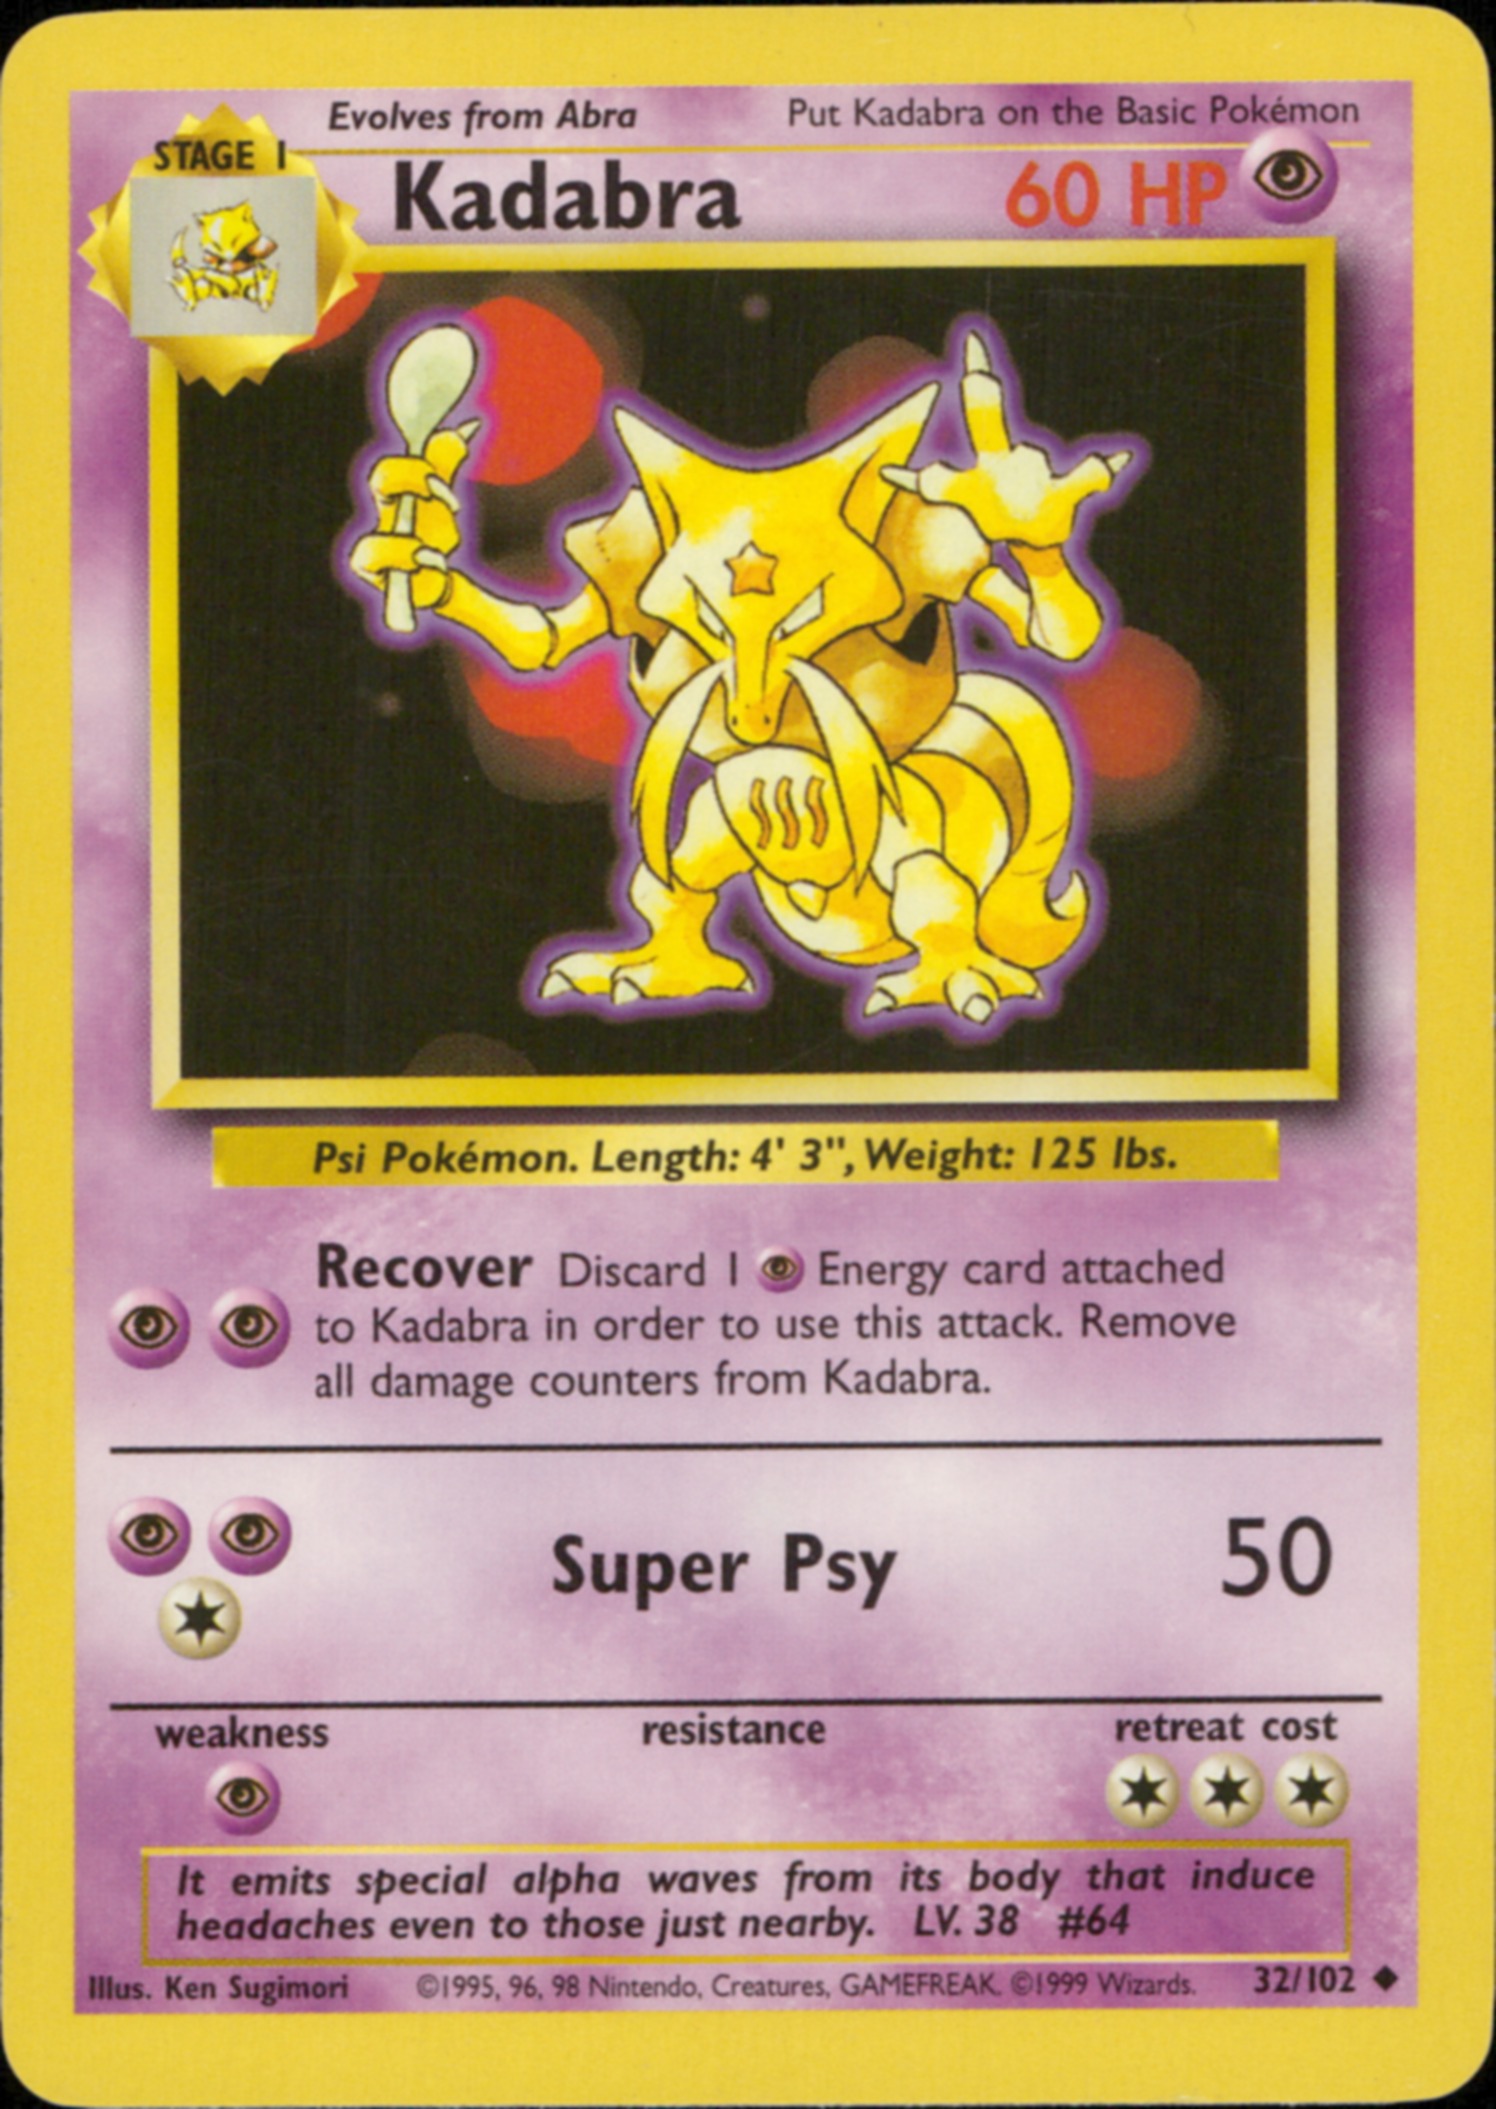 Evolves from Abra Put Kadabra on the Basic Pokémon
STAGE 1
Kadabra 60 HP
Psi Pokémon. Length: 4' 3", Weight: 125 lbs.
Recover Discard 1 Energy card attached
to Kadabra in order to use this attack. Remove
all damage counters from Kadabra.
Super Psy 50
weakness resistance retreat cost
It emits special alpha waves from its body that induce
headaches even to those just nearby. LV. 38 #64
Illus. Ken Sugimori ©1995, 96, 98 Nintendo, Creatures, GAMEFREAK. ©1999 Wizards. 32/102